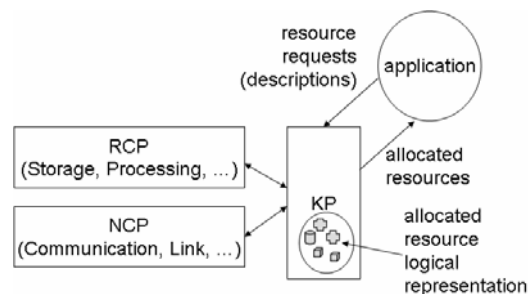 resource
requests
(descriptions)
application
RCP
(Storage, Processing, ...)
allocated
resources
KP
NCP
(Communication, Link, ...)
allocated
resource
logical
representation